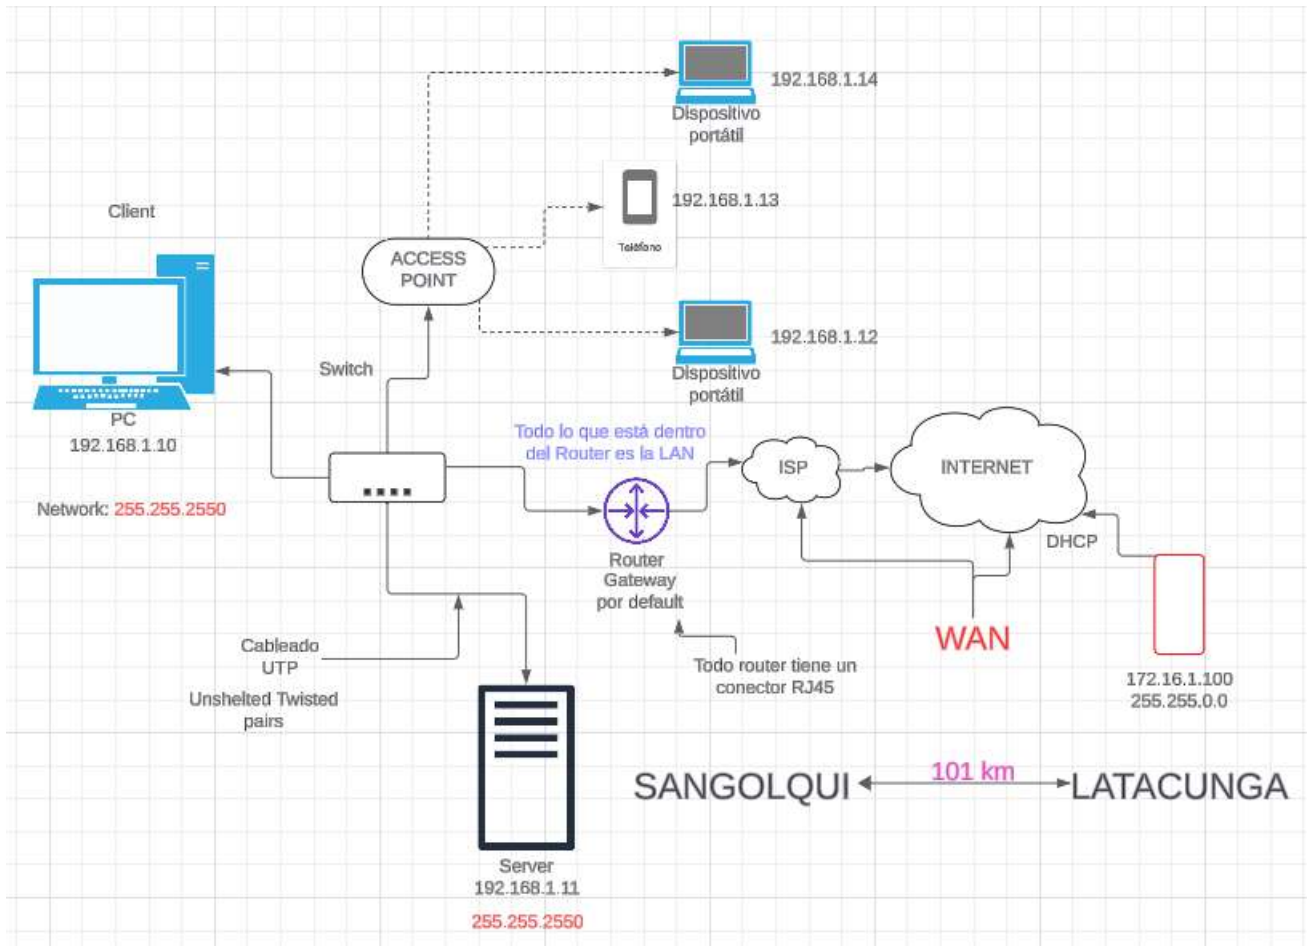 192.168.1.14
Dispositivo
portátil
192.168.1.13
Teléfono
Client
ACCESS
POINT
192.168.1.12
Dispositivo
portátil
Switch
PC
192.168.1.10
Todo lo que está dentro
del Router es la LAN
ISP
INTERNET
Network: 255.255.2550
DHCP
Router
Gateway
por default
WAN
Cableado
UTP
Todo router tiene un
conector RJ45
172.16.1.100
255.255.0.0
Unshelted Twisted
pairs
101 km
SANGOLQUI
LATACUNGA
Server
192.168.1.11
255.255.2550